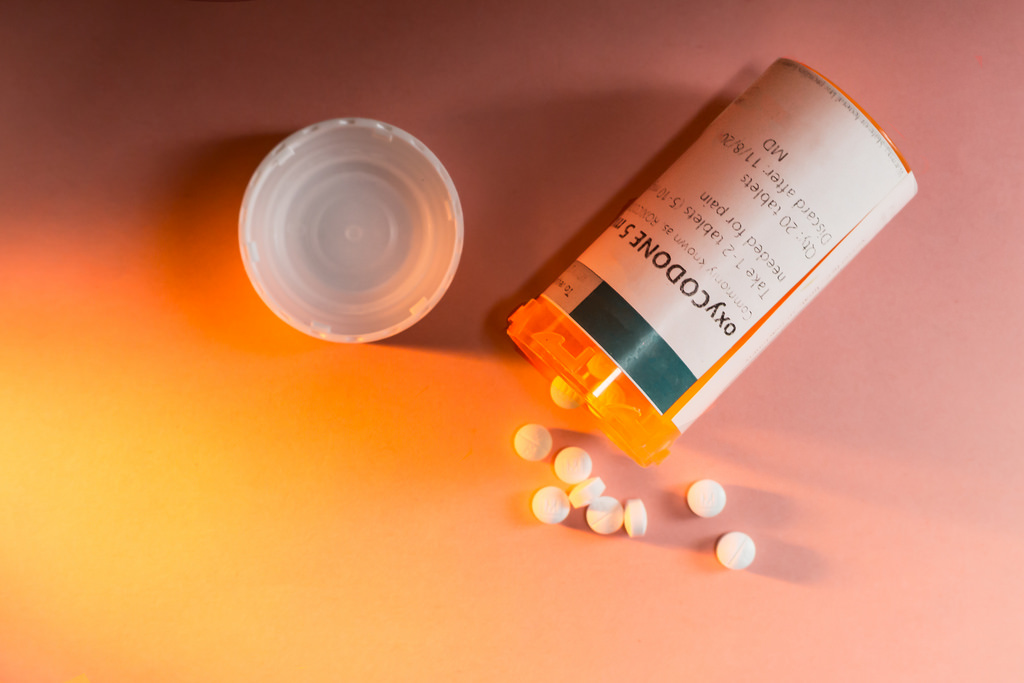 oxyCODONE 5
Commonly known as ROXI
Take 1-2 tablets (5-10
needed for pain
Qty: 20 tablets
Discard after: 11/8/20
MD